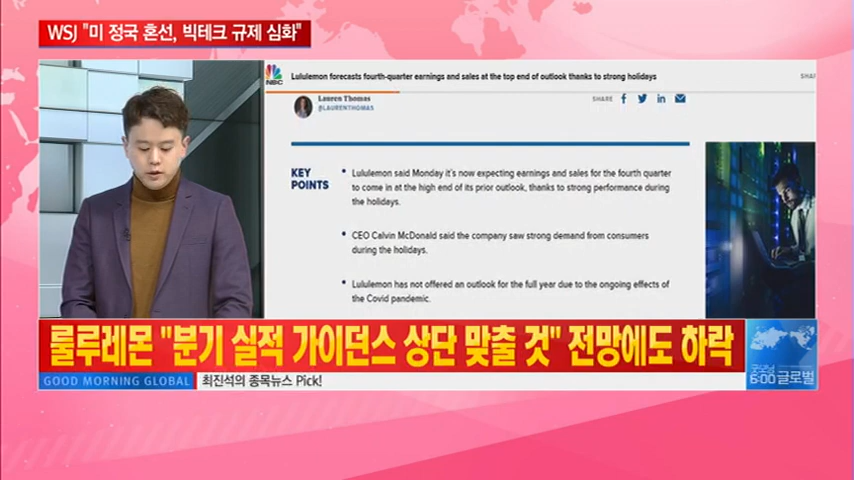 WSJ "미 정국 혼선, 빅테크 규제 심화"
NBC
Lululemon forecasts fourth-quarter earnings and sales at the top end of outlook thanks to strong holidays
SHA
Lauren Thomas
@LAURENTHOMAS
SHARE
KEY
POINTS
• Lululemon said Monday it's now expecting earnings and sales for the fourth quarter
to come in at the high end of its prior outlook, thanks to strong performance during
the holidays.
• CEO Calvin McDonald said the company saw strong demand from consumers
during the holidays.
• Lululemon has not offered an outlook for the full year due to the ongoing effects of
the Covid pandemic.
룰루레몬 "분기 실적 가이던스 상단 맞출 것" 전망에도 하락
GOOD MORNING GLOBAL
최진석의 종목뉴스 Pick!
굿모닝
6:00 글로벌